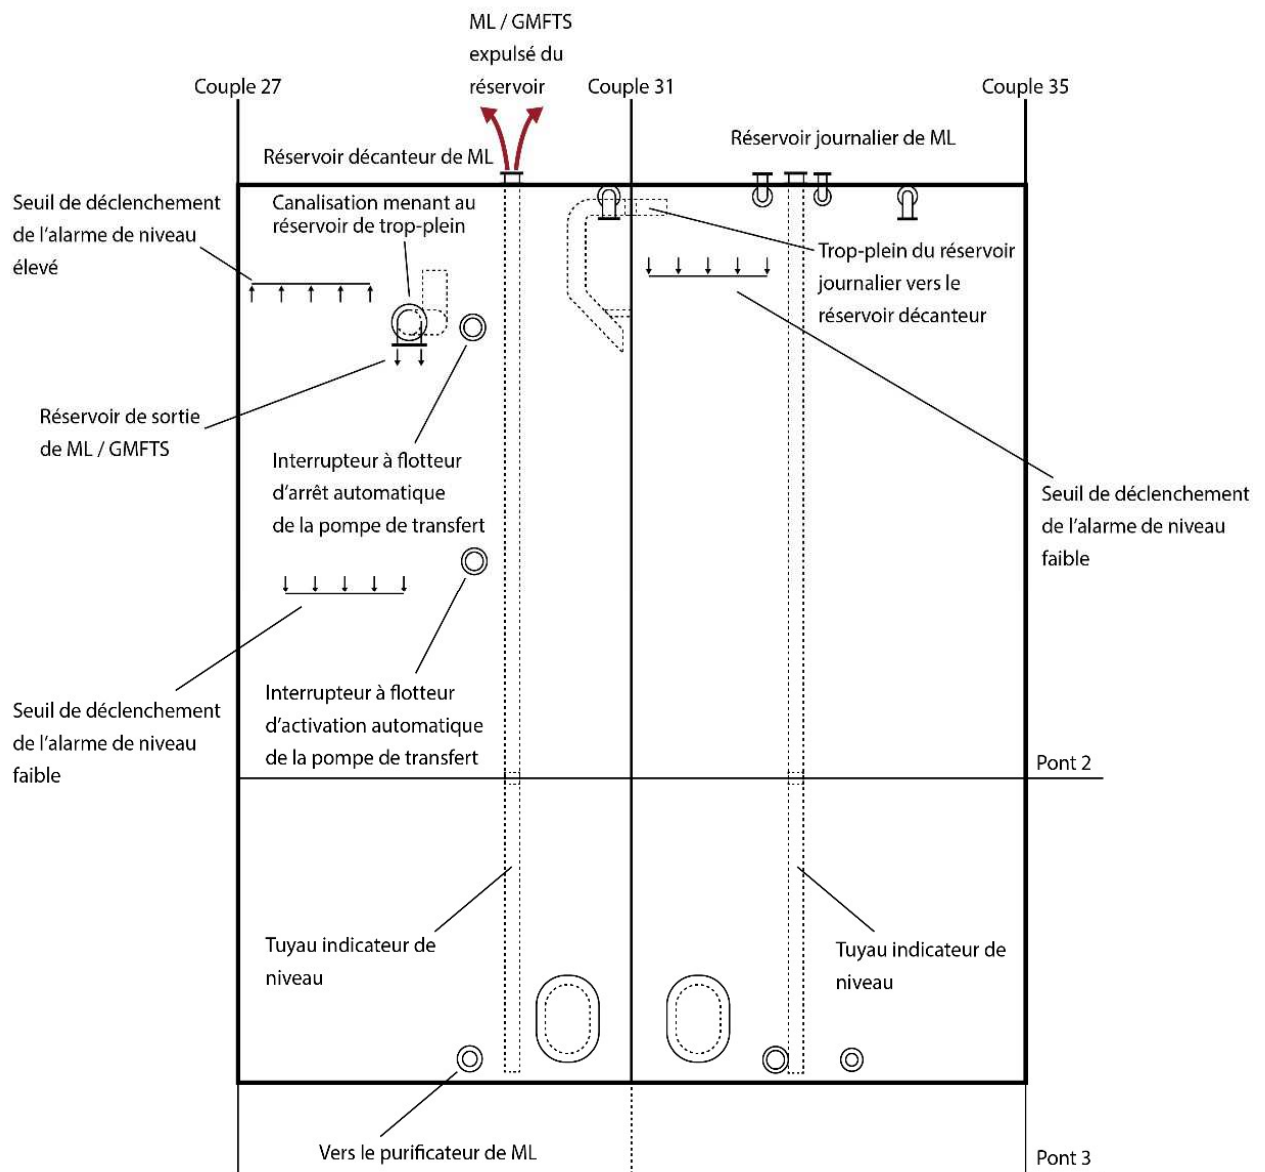 ML / GMFTS
expulsé du
réservoir
Couple 27
Couple 31
Couple 35
Réservoir décanteur de ML
Réservoir journalier de ML
Seuil de déclenchement
de l'alarme de niveau
élevé
Canalisation menant au
réservoir de trop-plein
Trop-plein du réservoir
journalier vers le
réservoir décanteur
Réservoir de sortie
de ML / GMFTS
Interrupteur à flotteur
d'arrêt automatique
de la pompe de transfert
Seuil de déclenchement
de l'alarme de niveau
faible
Seuil de déclenchement
de l'alarme de niveau
faible
Interrupteur à flotteur
d'activation automatique
de la pompe de transfert
Pont 2
Tuyau indicateur de
niveau
Tuyau indicateur de
niveau
Vers le purificateur de ML
Pont 3